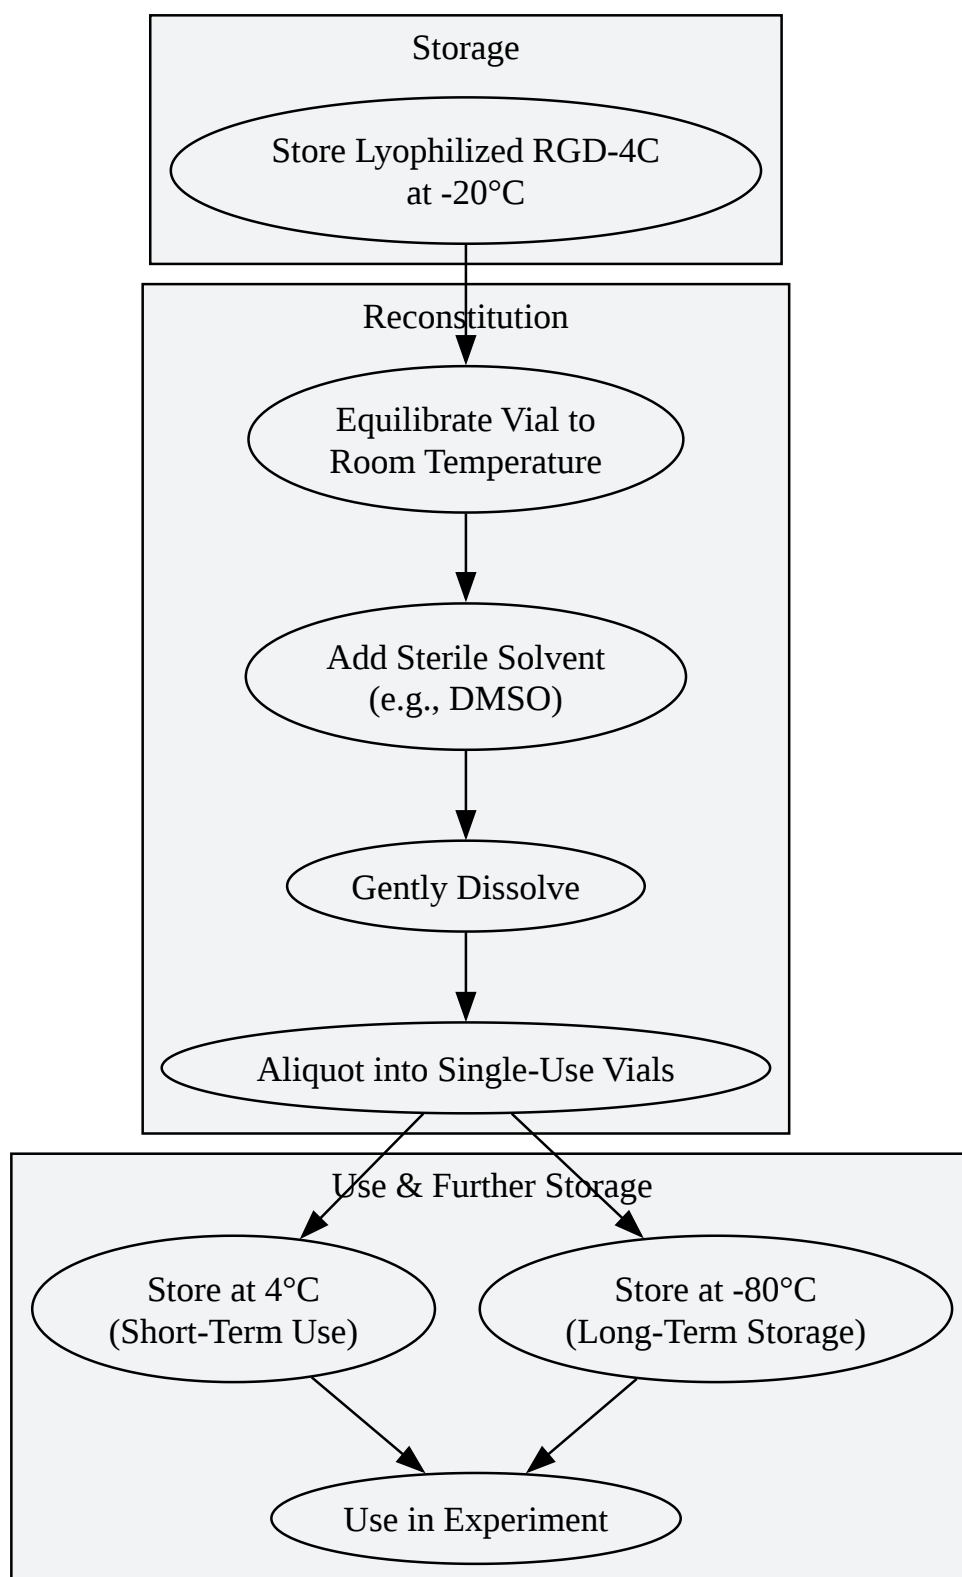 Storage
Store Lyophilized RGD-4C
at -20°C
Reconstitution
Equilibrate Vial to
Room Temperature
Add Sterile Solvent
(e.g., DMSO)
Gently Dissolve
Aliquot into Single-Use Vials
Use & Further Storage
Store at 4°C
(Short-Term Use)
Store at -80°C
(Long-Term Storage)
Use in Experiment